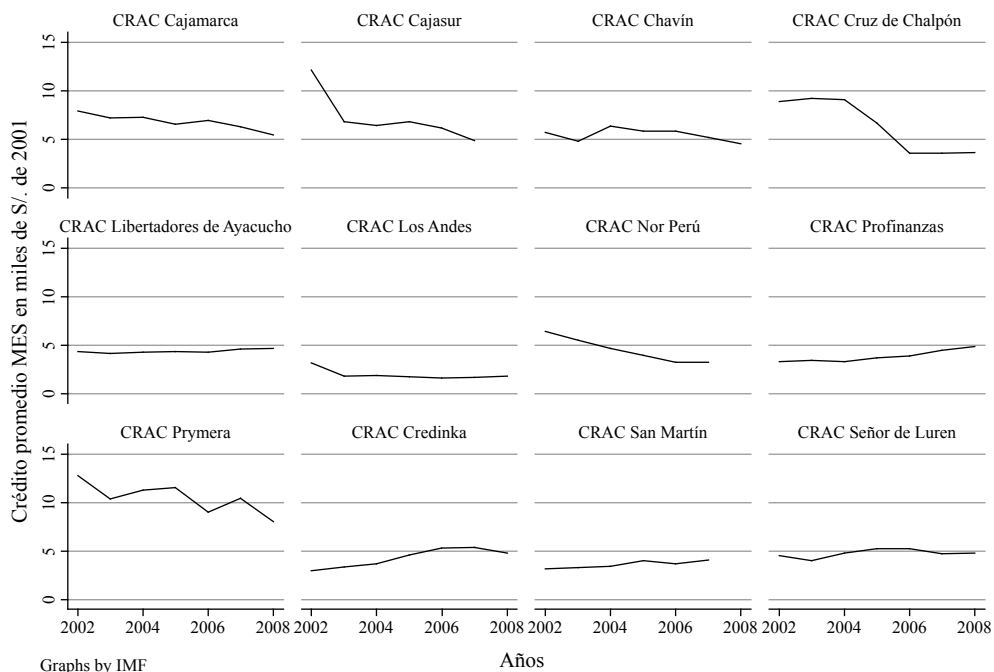 CRAC Cajamarca CRAC Cajasur CRAC Chavín CRAC Cruz de Chalpón
15
10
5
0
CRAC Libertadores de Ayacucho CRAC Los Andes CRAC Nor Perú CRAC Profinanzas
15
10
5
0
CRAC Prymera CRAC Credinka CRAC San Martín CRAC Señor de Luren
15
10
5
0
Crédito promedio MES en miles de S/. de 2001
2002 2004 2006 2008 2002 2004 2006 2008 2002 2004 2006 2008 2002 2004 2006 2008
Años
Graphs by IMF